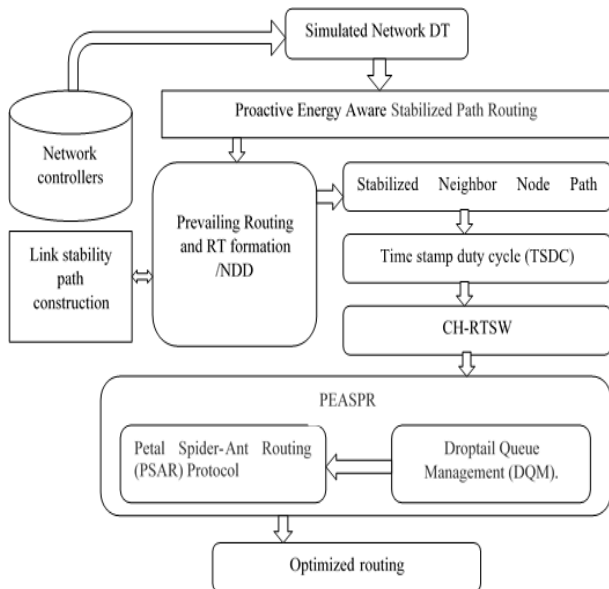 Simulated Network DT
Proactive Energy Aware Stabilized Path Routing
Network
controllers
Prevailing Routing
and RT formation
/NDD
Stabilized Neighbor Node Path
Link stability
path
construction
Time stamp duty cycle (TSDC)
CH-RTSW
PEASPR
Petal Spider-Ant Routing
(PSAR) Protocol
Droptail Queue
Management (DQM).
Optimized routing